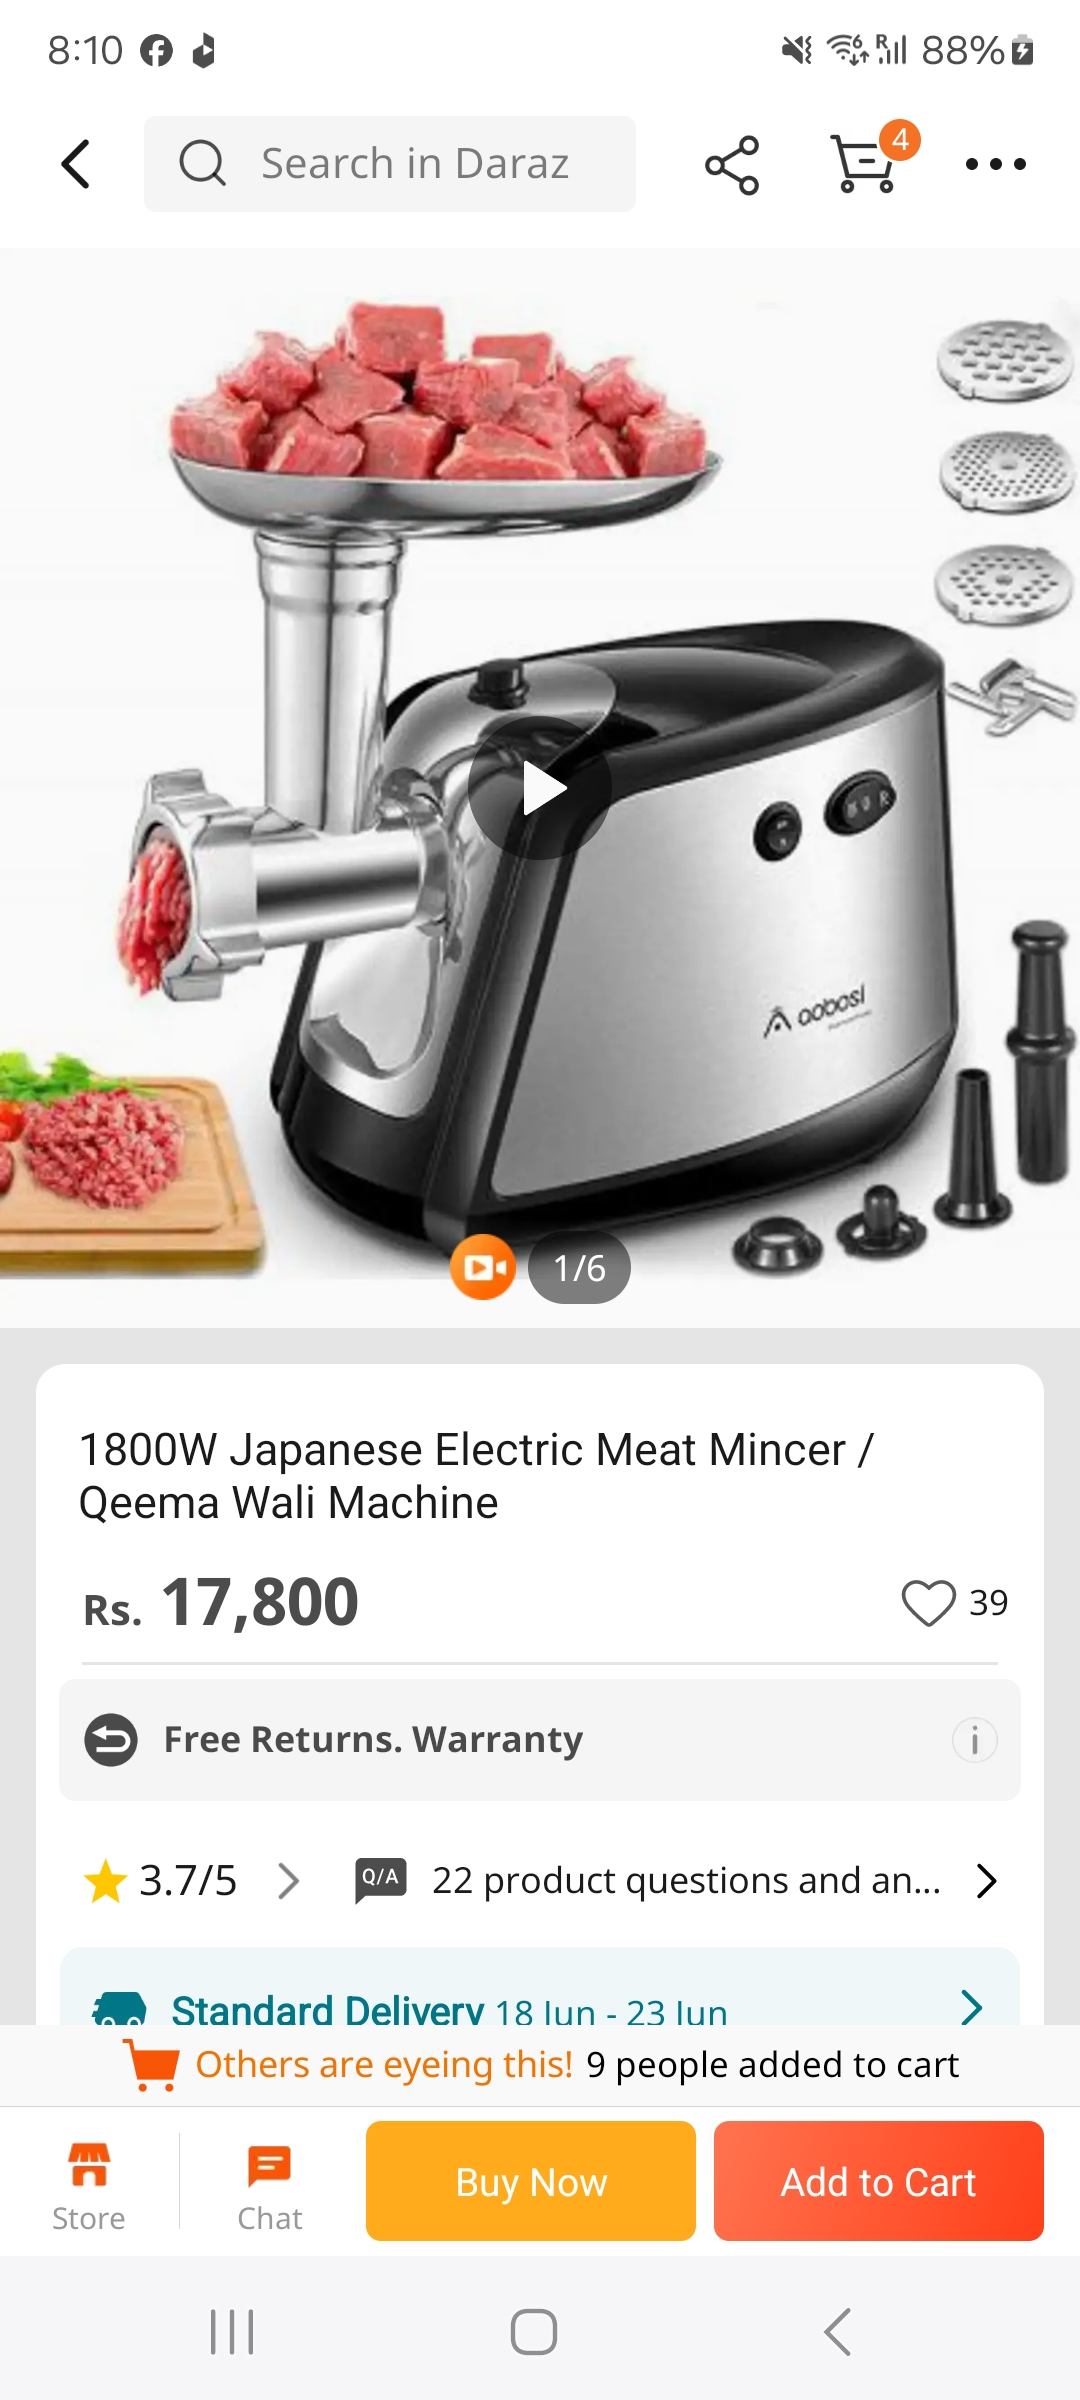 8:10
R
88%
Search in Daraz
4
aobosi
1/6
1800W Japanese Electric Meat Mincer /
Qeema Wali Machine
Rs. 17,800
39
Free Returns. Warranty
3.7/5
Q/A
22 product questions and an...
Standard Delivery 18 Jun - 23 Jun
Others are eyeing this! 9 people added to cart
Store
Chat
Buy Now
Add to Cart